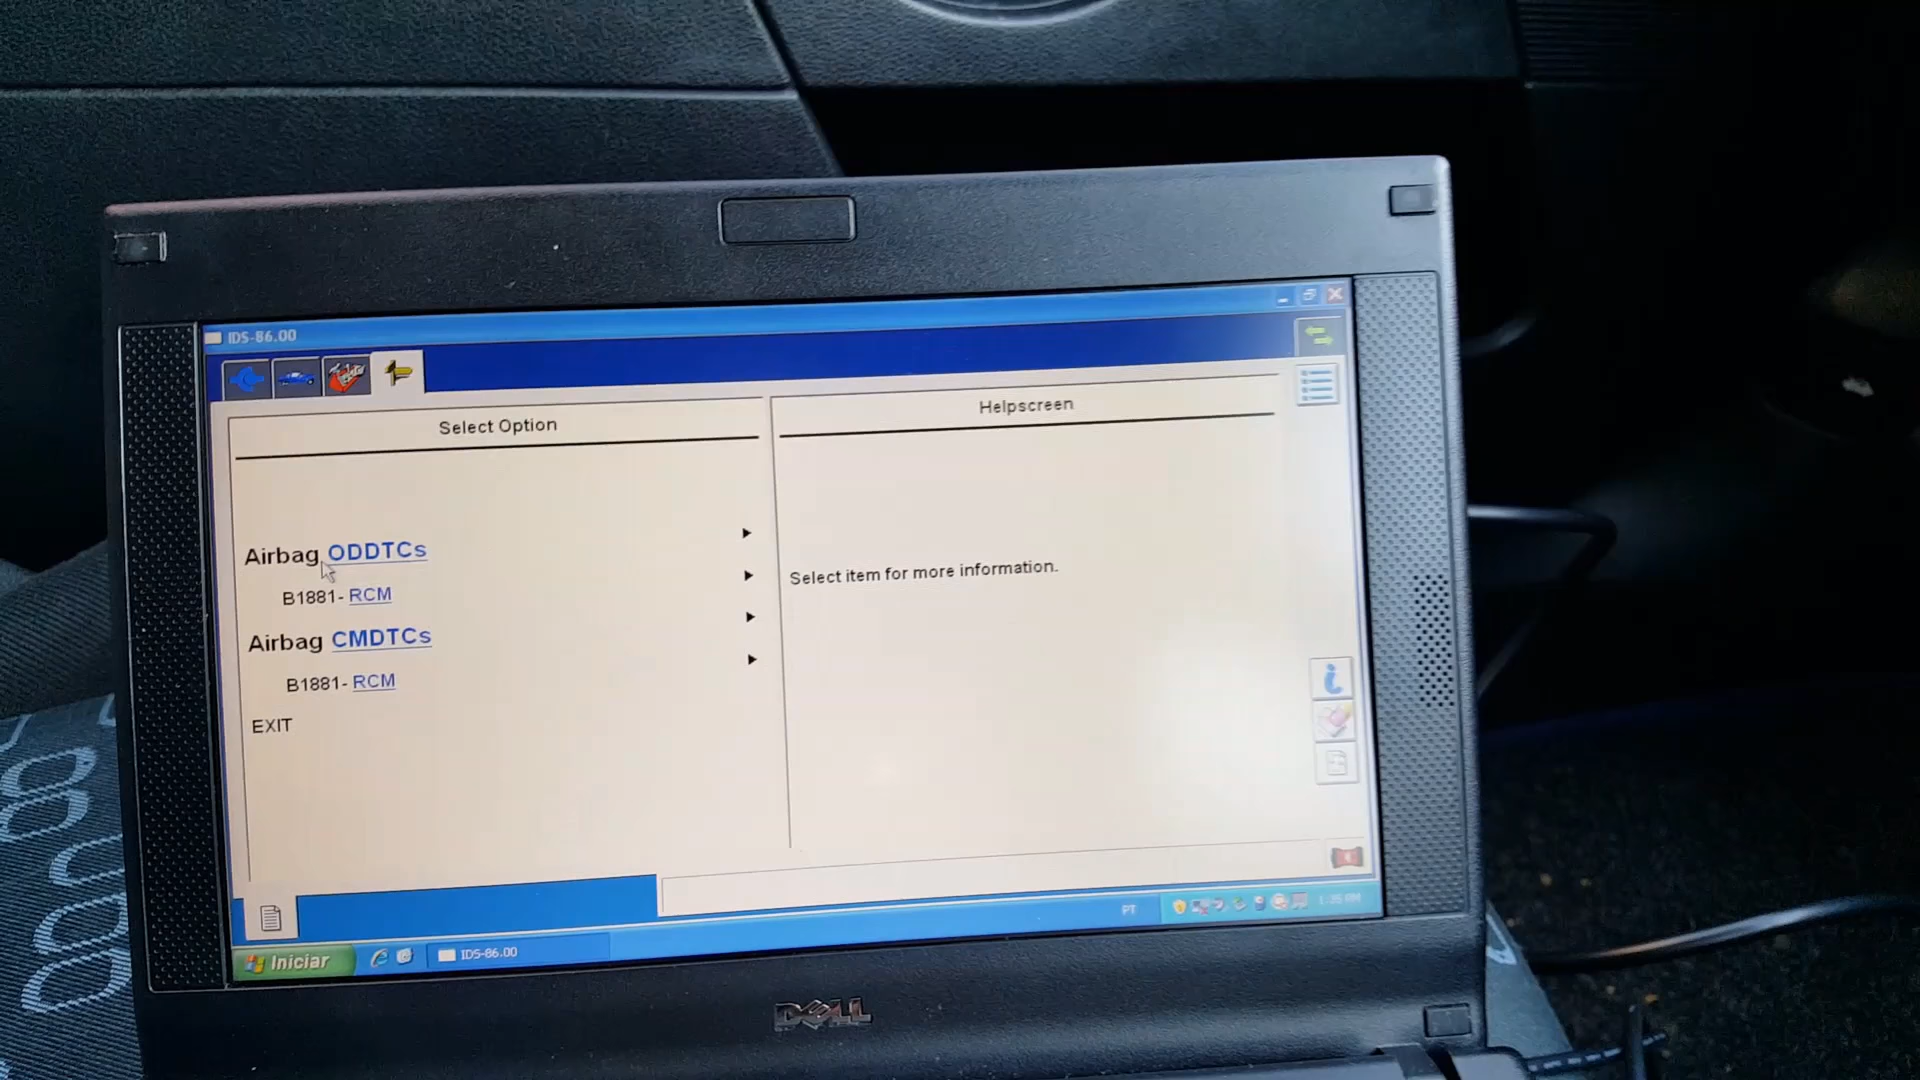 IDS-86.00
Select Option
Helpscreen
Airbag ODDTCs
B1881- RCM
Airbag CMDTCs
B1881- RCM
EXIT
Select item for more information.
PT
Iniciar
IDS-86.00
DELL